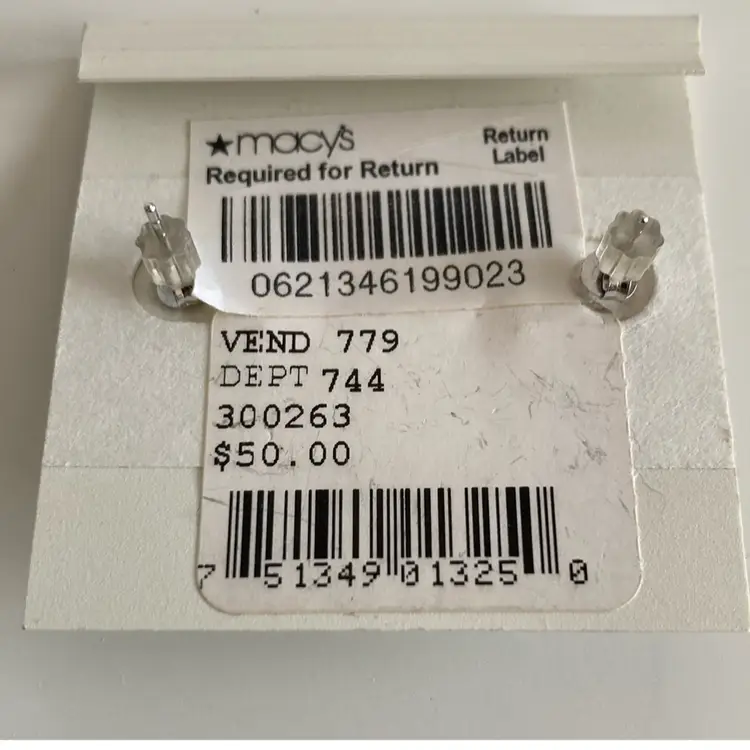 ★macy's
Return
Label
Required for Return
0621346199023
VEND 779
DEPT 744
300263
$50.00
7 51349 01325 0